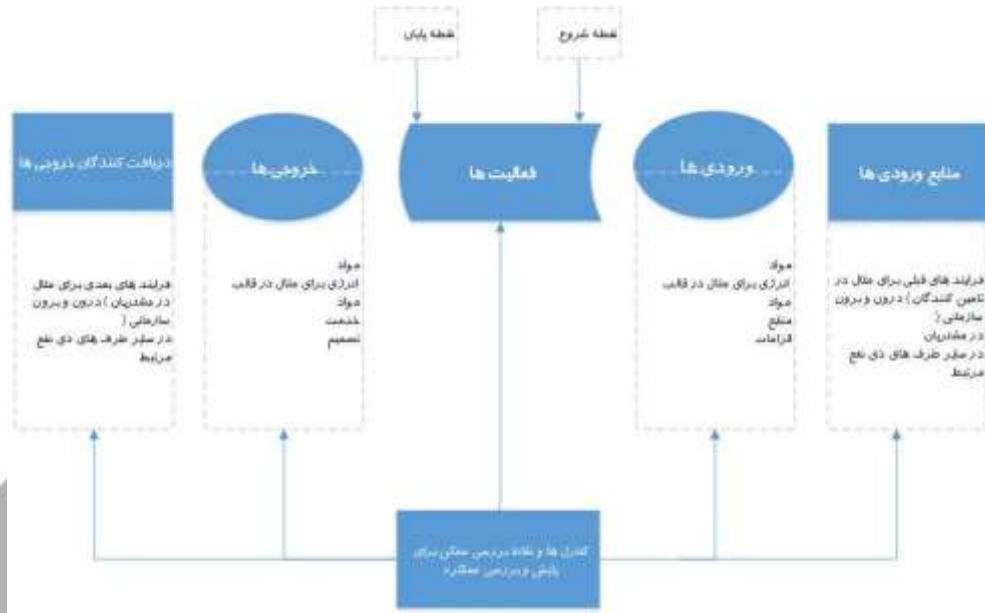 نقطه شروع
نقطه پایان
منابع ورودی ها
ورودی ها
فعالیت ها
خروجی ها
دریافت کنندگان خروجی ها
فرایند های قبلی برای مثال در
تامین کنندگان ) درون و برون
سازمانی (
در مشتریان
در سایر طرف های ذی نفع
مرتبط
مواد
انرژی برای مثال در قالب
مواد
منابع
الزامات
مواد
انرژی برای مثال در قالب
مواد
خدمت
تصمیم
فرایند های بعدی برای مثال
در مشتریان ) درون و برون
سازمانی (
در سایر طرف های ذی نفع
مرتبط
کنترل ها و نقاط بررسی ممکن برای
پایش و بررسی عملکرد